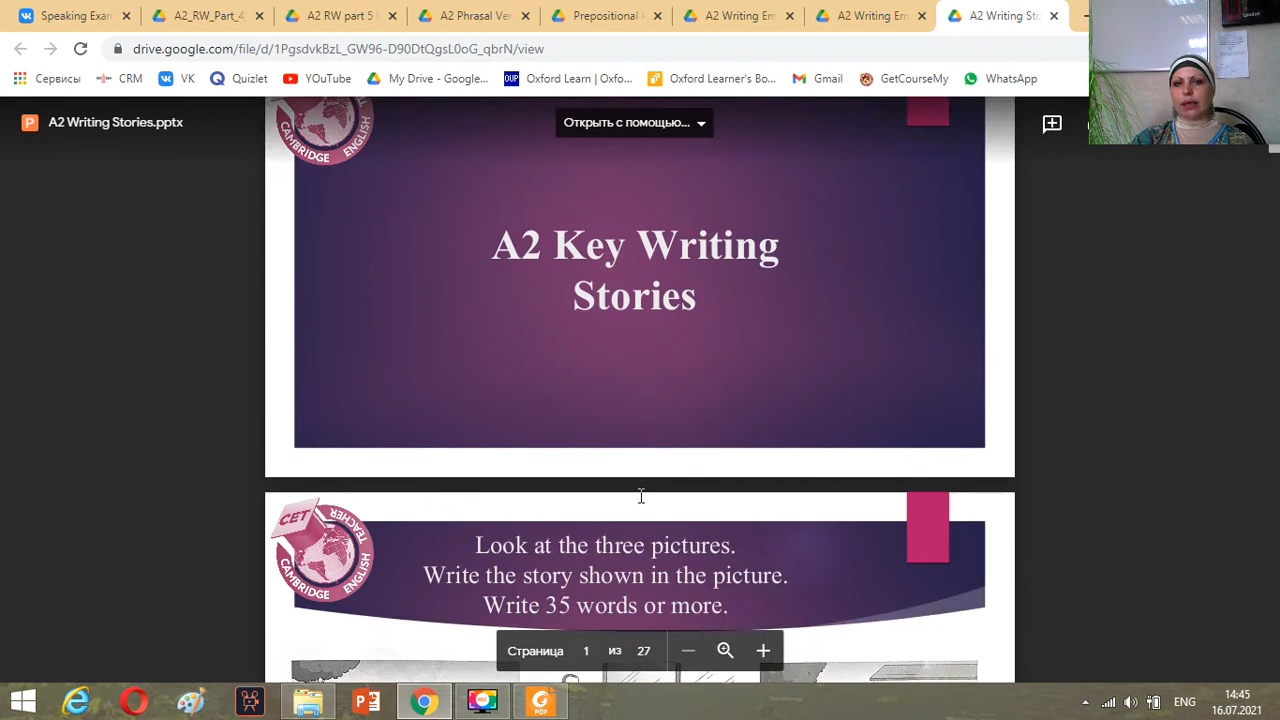 Speaking Exam
A2_RW_Part_4
A2 RW part 5
A2 Phrasal Ve
Prepositional
A2 Writing Em
A2 Writing Em
A2 Writing Sto
drive.google.com/file/d/1PgsdvkBzL_GW96-D90DtQgsL0oG_qbrN/view
Сервисы
CRM
VK
Quizlet
YOUTube
My Drive - Google...
OUP
Oxford Learn | Oxfo...
Oxford Learner's Bo...
Gmail
GetCourseMy
WhatsApp
P
A2 Writing Stories.pptx
Открыть с помощью...
CAMBRIDGE ENGLISH
A2 Key Writing
Stories
CET
CAMBRIDGE ENGLISH TEACHER
Look at the three pictures.
Write the story shown in the picture.
Write 35 words or more.
Страница 1 из 27
PDF
ENG
14:45
16.07.2021